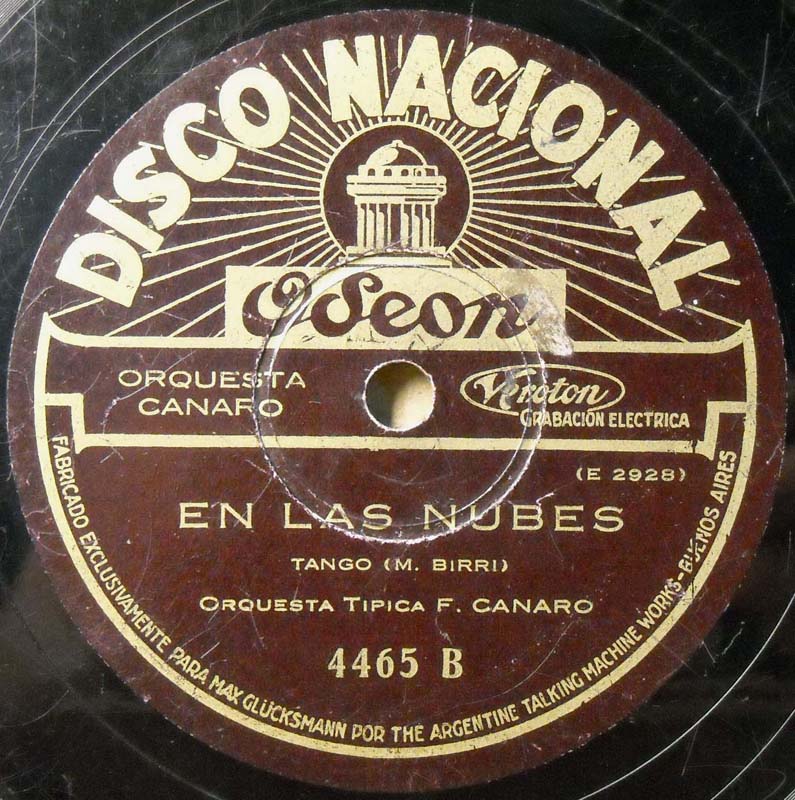 DISCO NACIONAL
Odeon
ORQUESTA
CANARO
Veroton
GRABACIÓN ELECTRICA
(E 2928)
EN LAS NUBES
TANGO (M. BIRRI)
ORQUESTA TIPICA F. CANARO
4465 B
FABRICADO EXCLUSIVAMENTE PARA MAX GLÜCKSMANN POR THE ARGENTINE TALKING MACHINE WORKS-BUENOS AIRES